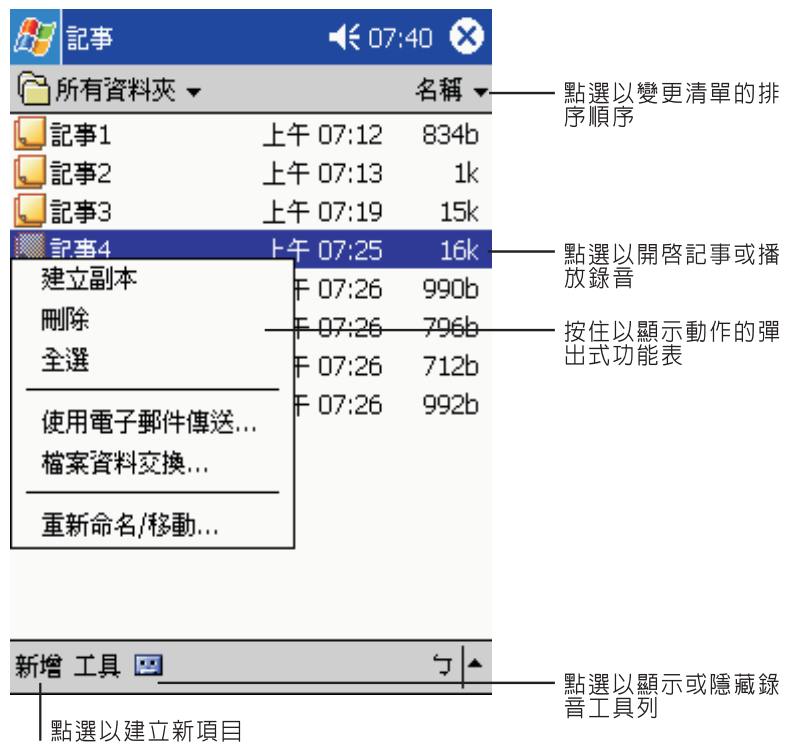 記事 07:40
所有資料夾 名稱
點選以變更清單的排
序順序
記事1 上午 07:12 834b
記事2 上午 07:13 1k
記事3 上午 07:19 15k
記事4 上午 07:25 16k
點選以開啓記事或播
放錄音
建立副本
刪除
全選
使用電子郵件傳送...
檔案資料交換...
重新命名/移動...
午 07:26 990b
午 07:26 796b
午 07:26 712b
午 07:26 992b
按住以顯示動作的彈
出式功能表
新增 工具 ㄅ
點選以顯示或隱藏錄
音工具列
點選以建立新項目